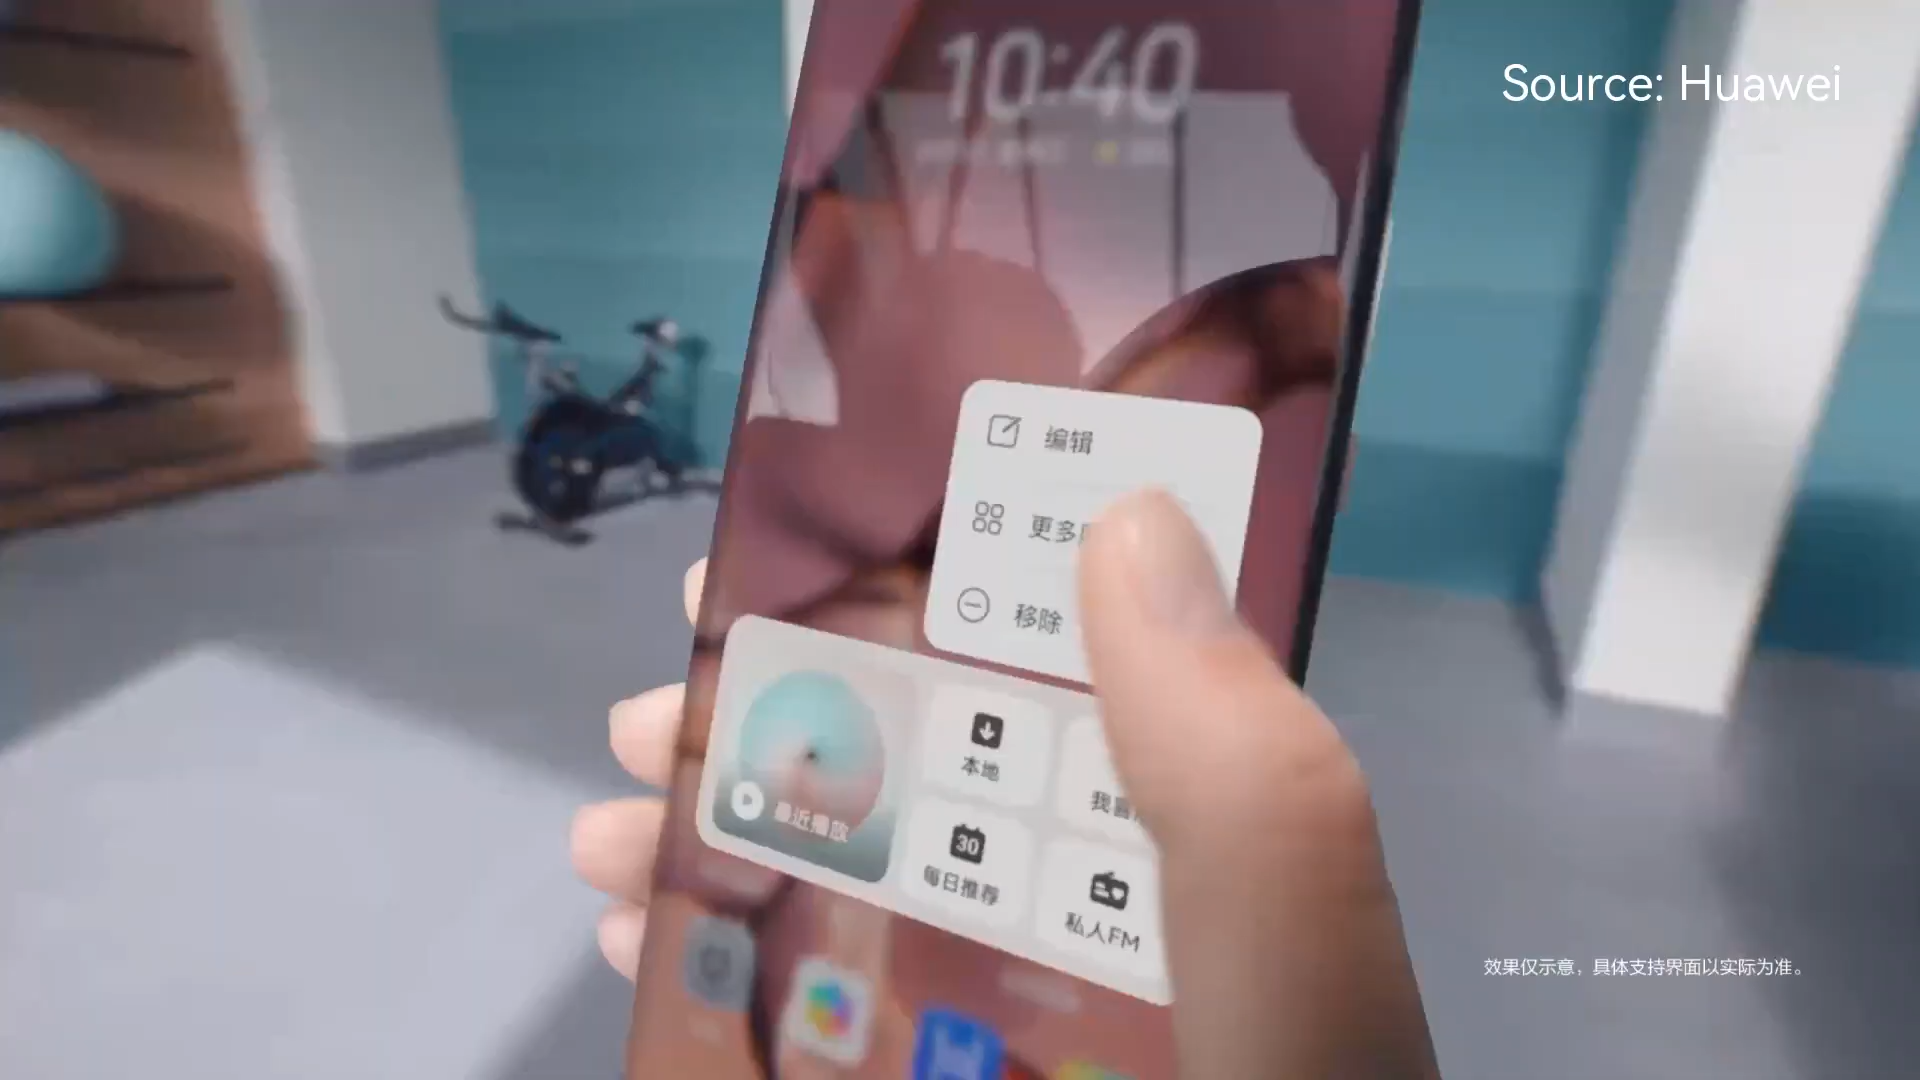 10:40
Source: Huawei
编辑
更多
移除
本地
我喜
最近播放
30
每日推荐
私人FM
效果仅示意，具体支持界面以实际为准。